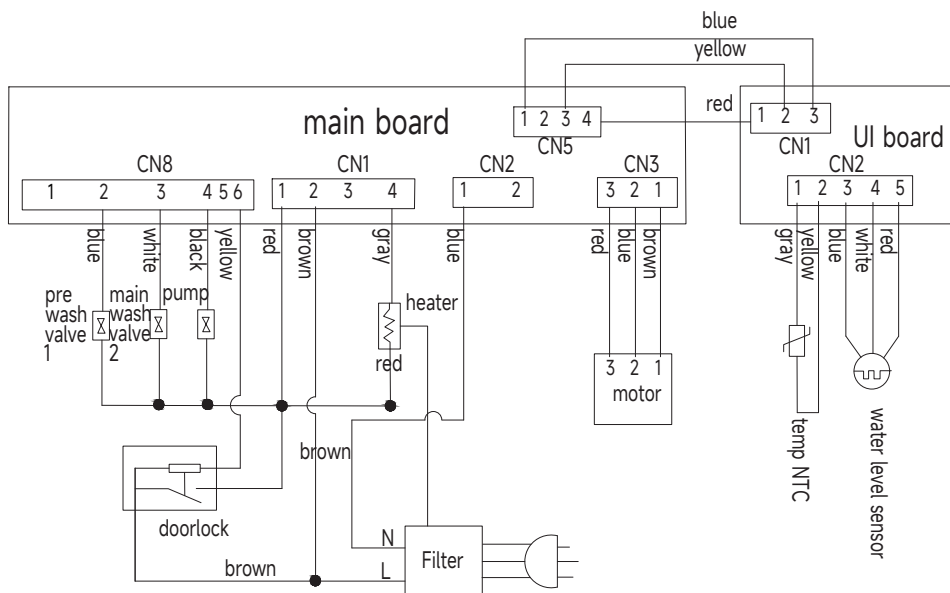 blue
yellow
red
main board
1 2 3 4
CN5
1 2 3
CN1
UI board
CN8
1 2 3 4 5 6
CN1
1 2 3 4
CN2
1 2
CN3
3 2 1
CN2
1 2 3 4 5
blue
white
black
yellow
red
brown
gray
blue
red
blue
brown
gray
yellow
blue
white
red
pre
wash
valve
1
main
wash
valve
2
pump
heater
red
3 2 1
motor
temp NTC
water level sensor
brown
doorlock
brown
N
L
Filter